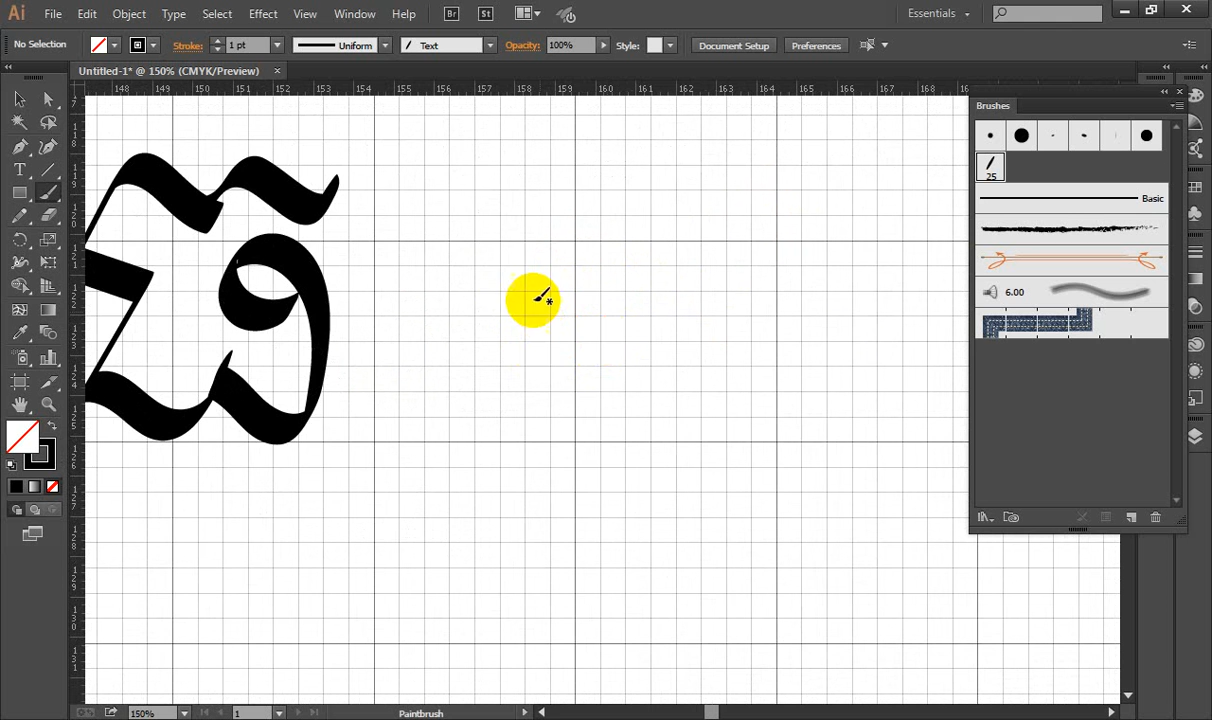 Ai File Edit Object Type Select Effect View Window Help Br St Essentials
No Selection Stroke: 1 pt Uniform Text Opacity: 100% Style: Document Setup Preferences
Untitled-1* @ 150% (CMYK/Preview)
148 149 150 151 152 153 154 155 156 157 158 159 160 161 162 163 164 165 166 167 168
Brushes
25
Basic
6.00
150% 1 Paintbrush